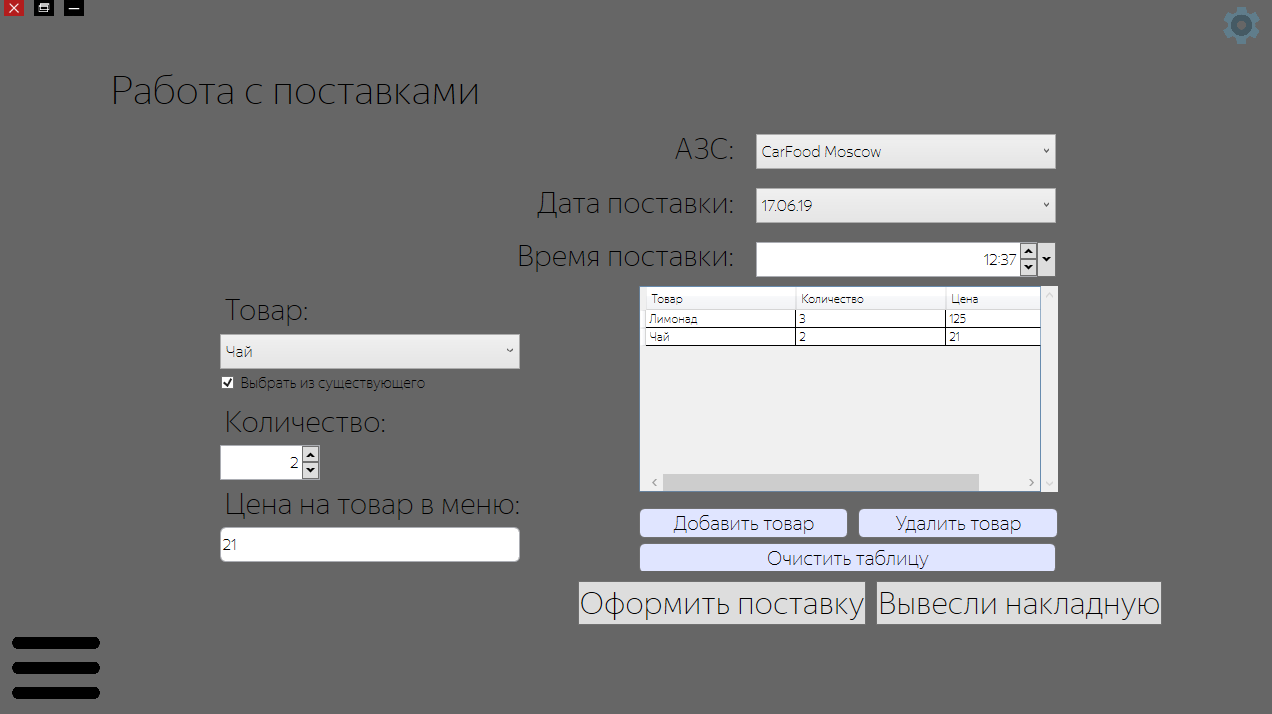 Работа с поставками
АЗС: CarFood Moscow
Дата поставки: 17.06.19
Время поставки: 12:37
Товар:
Чай
Выбрать из существующего
Количество:
2
Цена на товар в меню:
21
Товар Количество Цена
Лимонад 3 125
Чай 2 21
Добавить товар Удалить товар
Очистить таблицу
Оформить поставку Вывесли накладную